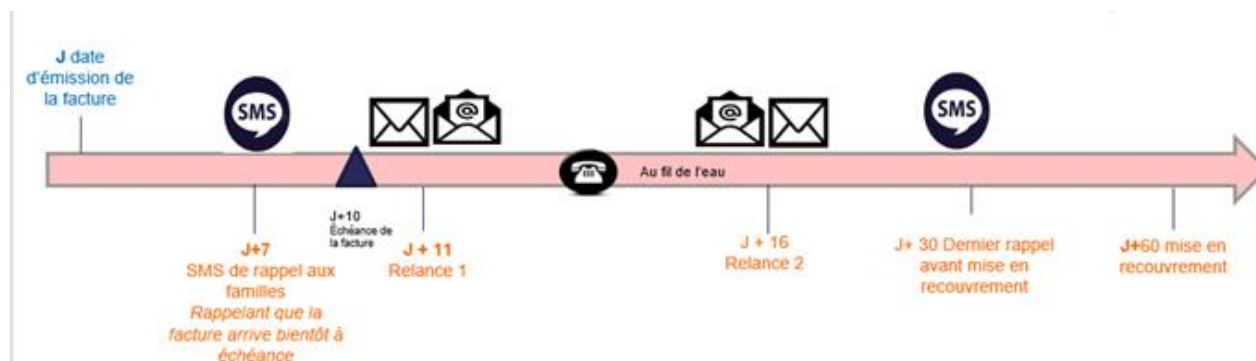 J date
d'émission de
la facture
SMS
@
J+7
SMS de rappel aux
familles
Rappelant que la
facture arrive bientôt à
échéance
J+10
Échéance de
la facture
J + 11
Relance 1
Au fil de l'eau
@
J + 16
Relance 2
SMS
J+ 30 Dernier rappel
avant mise en
recouvrement
J+60 mise en
recouvrement